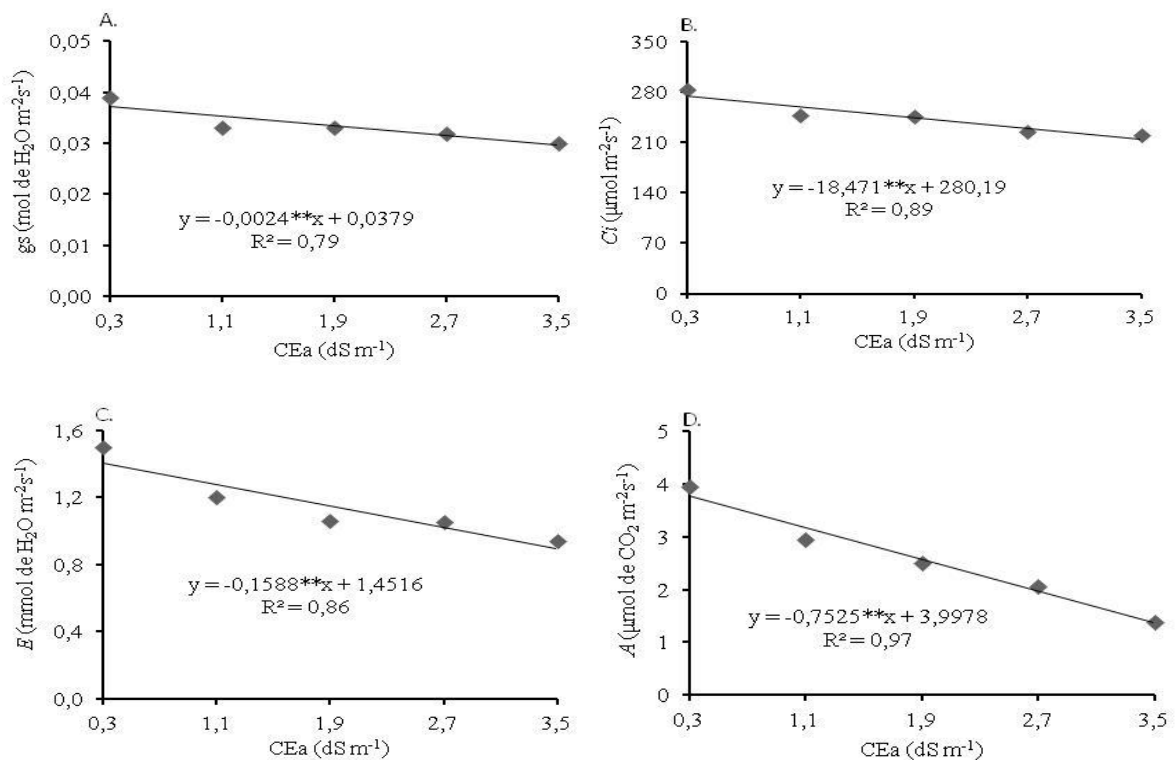 A.
gs (mol de H₂O m⁻²s⁻¹)
0,05
0,04
0,03
0,02
0,01
0,00
y = -0,0024**x + 0,0379
R² = 0,79
0,3 1,1 1,9 2,7 3,5
CEa (dS m⁻¹)
B.
Ci (µmol m⁻²s⁻¹)
350
280
210
140
70
0
y = -18,471**x + 280,19
R² = 0,89
0,3 1,1 1,9 2,7 3,5
CEa (dS m⁻¹)
C.
E (mmol de H₂O m⁻²s⁻¹)
1,6
1,2
0,8
0,4
0,0
y = -0,1588**x + 1,4516
R² = 0,86
0,3 1,1 1,9 2,7 3,5
CEa (dS m⁻¹)
D.
A (µmol de CO₂ m⁻²s⁻¹)
5
4
3
2
1
0
y = -0,7525**x + 3,9978
R² = 0,97
0,3 1,1 1,9 2,7 3,5
CEa (dS m⁻¹)